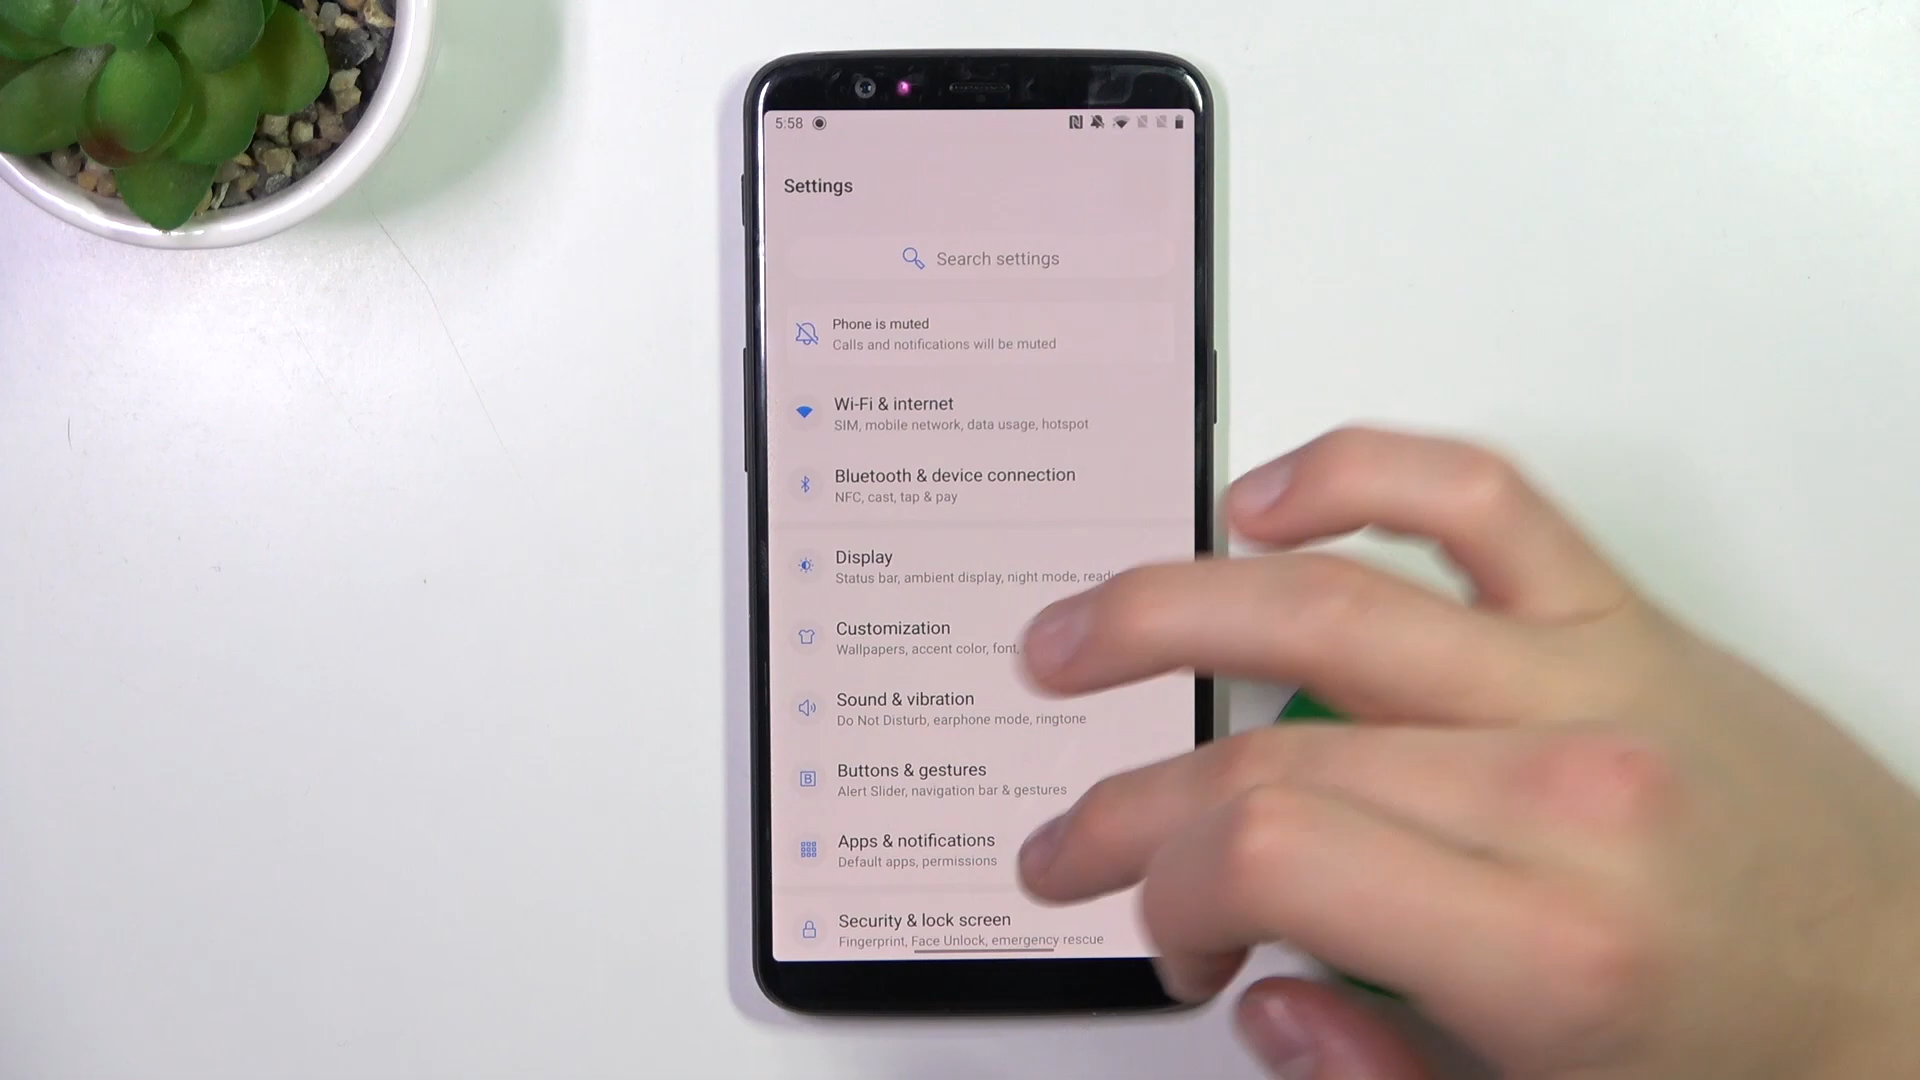 5:58
Settings
Search settings
Phone is muted
Calls and notifications will be muted
Wi-Fi & internet
SIM, mobile network, data usage, hotspot
Bluetooth & device connection
NFC, cast, tap & pay
Display
Status bar, ambient display, night mode,
Customization
Wallpapers, accent color, font,
Sound & vibration
Do Not Disturb, earphone mode, ringtone
Buttons & gestures
Alert Slider, navigation bar & gestures
Apps & notifications
Default apps, permissions
Security & lock screen
Fingerprint, Face Unlock, emergency rescue